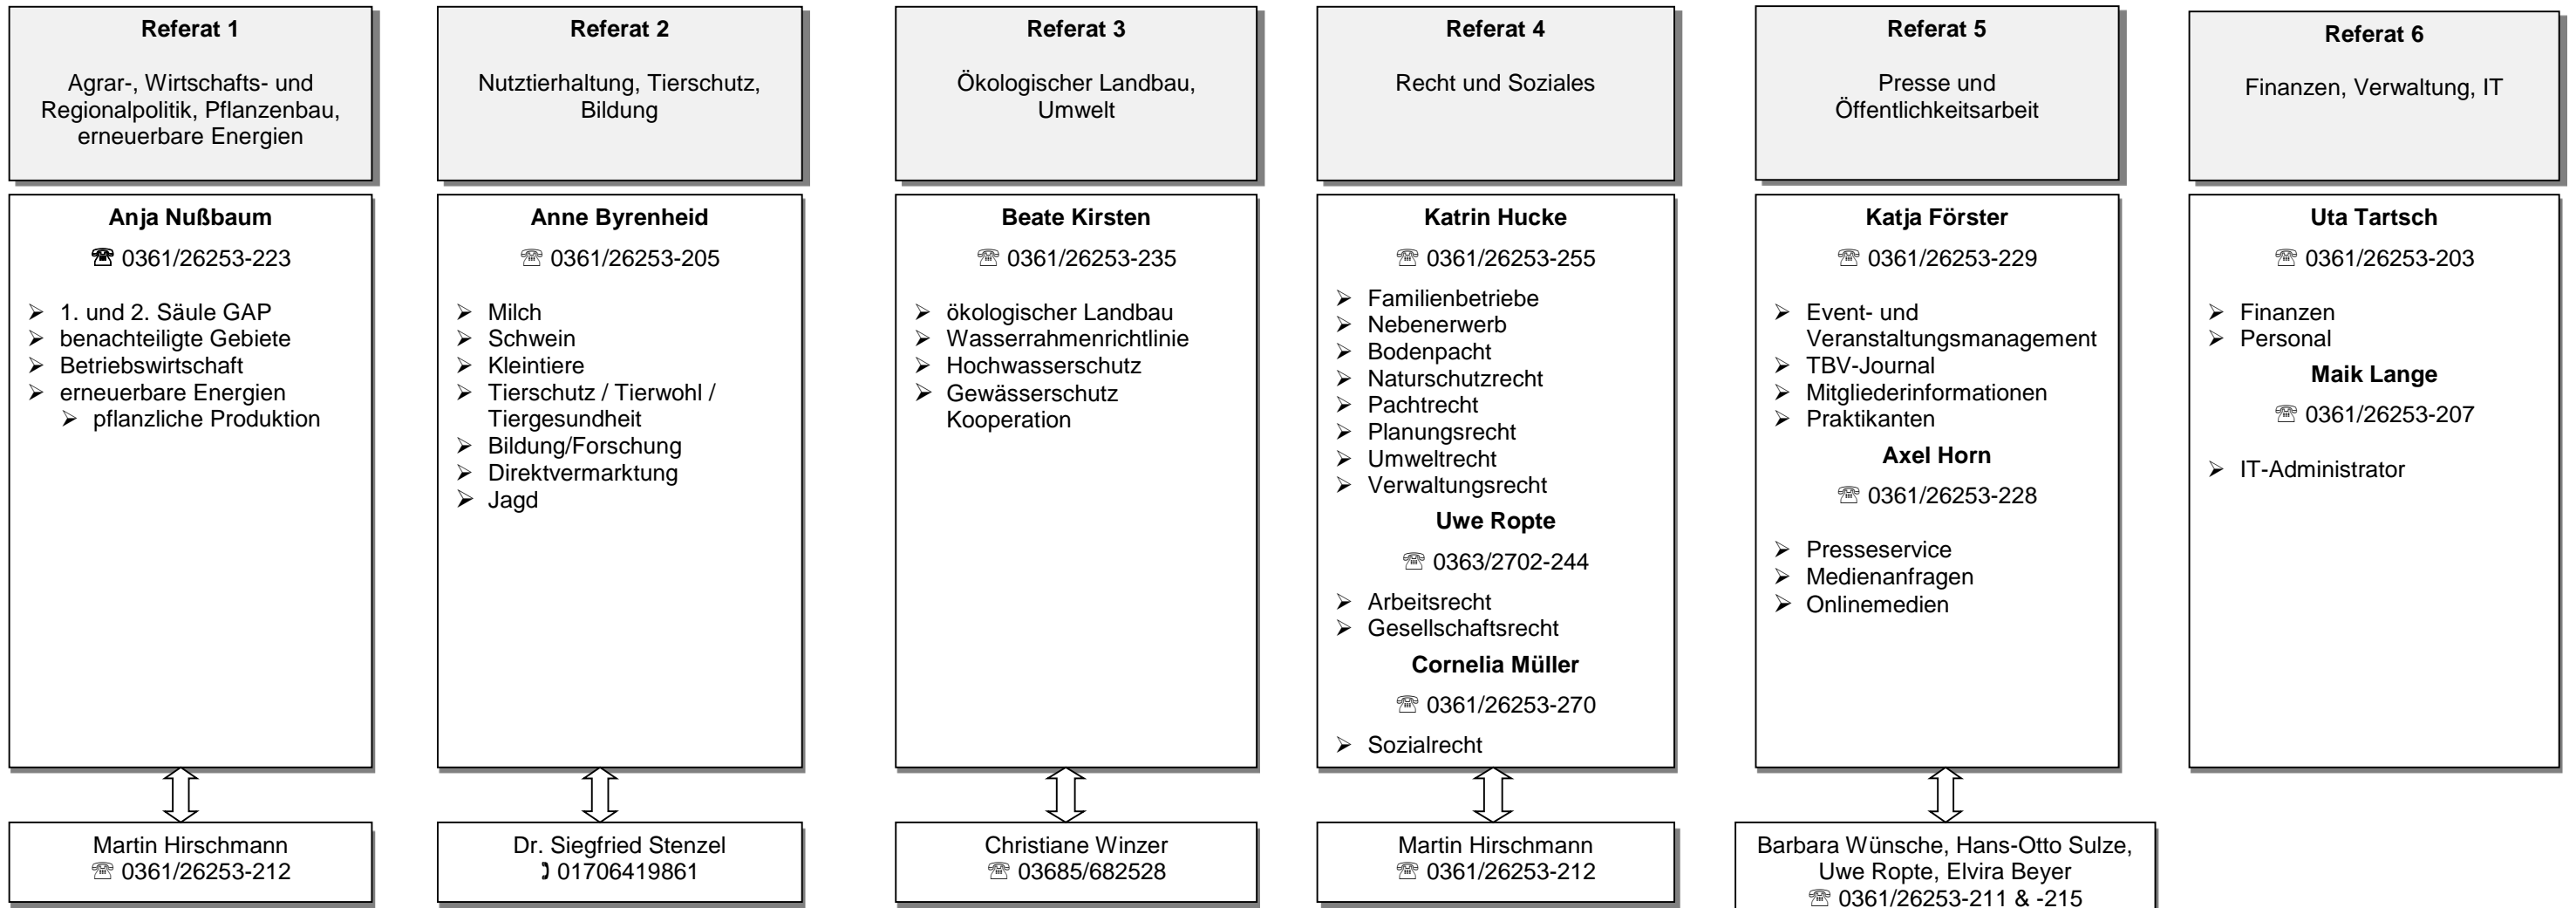 Referat 1
Agrar-, Wirtschafts- und
Regionalpolitik, Pflanzenbau,
erneuerbare Energien
Anja Nußbaum
☎ 0361/26253-223
➢ 1. und 2. Säule GAP
➢ benachteiligte Gebiete
➢ Betriebswirtschaft
➢ erneuerbare Energien
➢ pflanzliche Produktion
Martin Hirschmann
☏ 0361/26253-212
Referat 2
Nutztierhaltung, Tierschutz,
Bildung
Anne Byrenheid
☏ 0361/26253-205
➢ Milch
➢ Schwein
➢ Kleintiere
➢ Tierschutz / Tierwohl /
Tiergesundheit
➢ Bildung/Forschung
➢ Direktvermarktung
➢ Jagd
Dr. Siegfried Stenzel
01706419861
Referat 3
Ökologischer Landbau,
Umwelt
Beate Kirsten
☏ 0361/26253-235
➢ ökologischer Landbau
➢ Wasserrahmenrichtlinie
➢ Hochwasserschutz
➢ Gewässerschutz
Kooperation
Christiane Winzer
☏ 03685/682528
Referat 4
Recht und Soziales
Katrin Hucke
☏ 0361/26253-255
➢ Familienbetriebe
➢ Nebenerwerb
➢ Bodenpacht
➢ Naturschutzrecht
➢ Pachtrecht
➢ Planungsrecht
➢ Umweltrecht
➢ Verwaltungsrecht
Uwe Ropte
☏ 0363/2702-244
➢ Arbeitsrecht
➢ Gesellschaftsrecht
Cornelia Müller
☏ 0361/26253-270
➢ Sozialrecht
Martin Hirschmann
☏ 0361/26253-212
Referat 5
Presse und
Öffentlichkeitsarbeit
Katja Förster
☏ 0361/26253-229
➢ Event- und
Veranstaltungsmanagement
➢ TBV-Journal
➢ Mitgliederinformationen
➢ Praktikanten
Axel Horn
☏ 0361/26253-228
➢ Presseservice
➢ Medienanfragen
➢ Onlinemedien
Barbara Wünsche, Hans-Otto Sulze,
Uwe Ropte, Elvira Beyer
☏ 0361/26253-211 & -215
Referat 6
Finanzen, Verwaltung, IT
Uta Tartsch
☏ 0361/26253-203
➢ Finanzen
➢ Personal
Maik Lange
☏ 0361/26253-207
➢ IT-Administrator